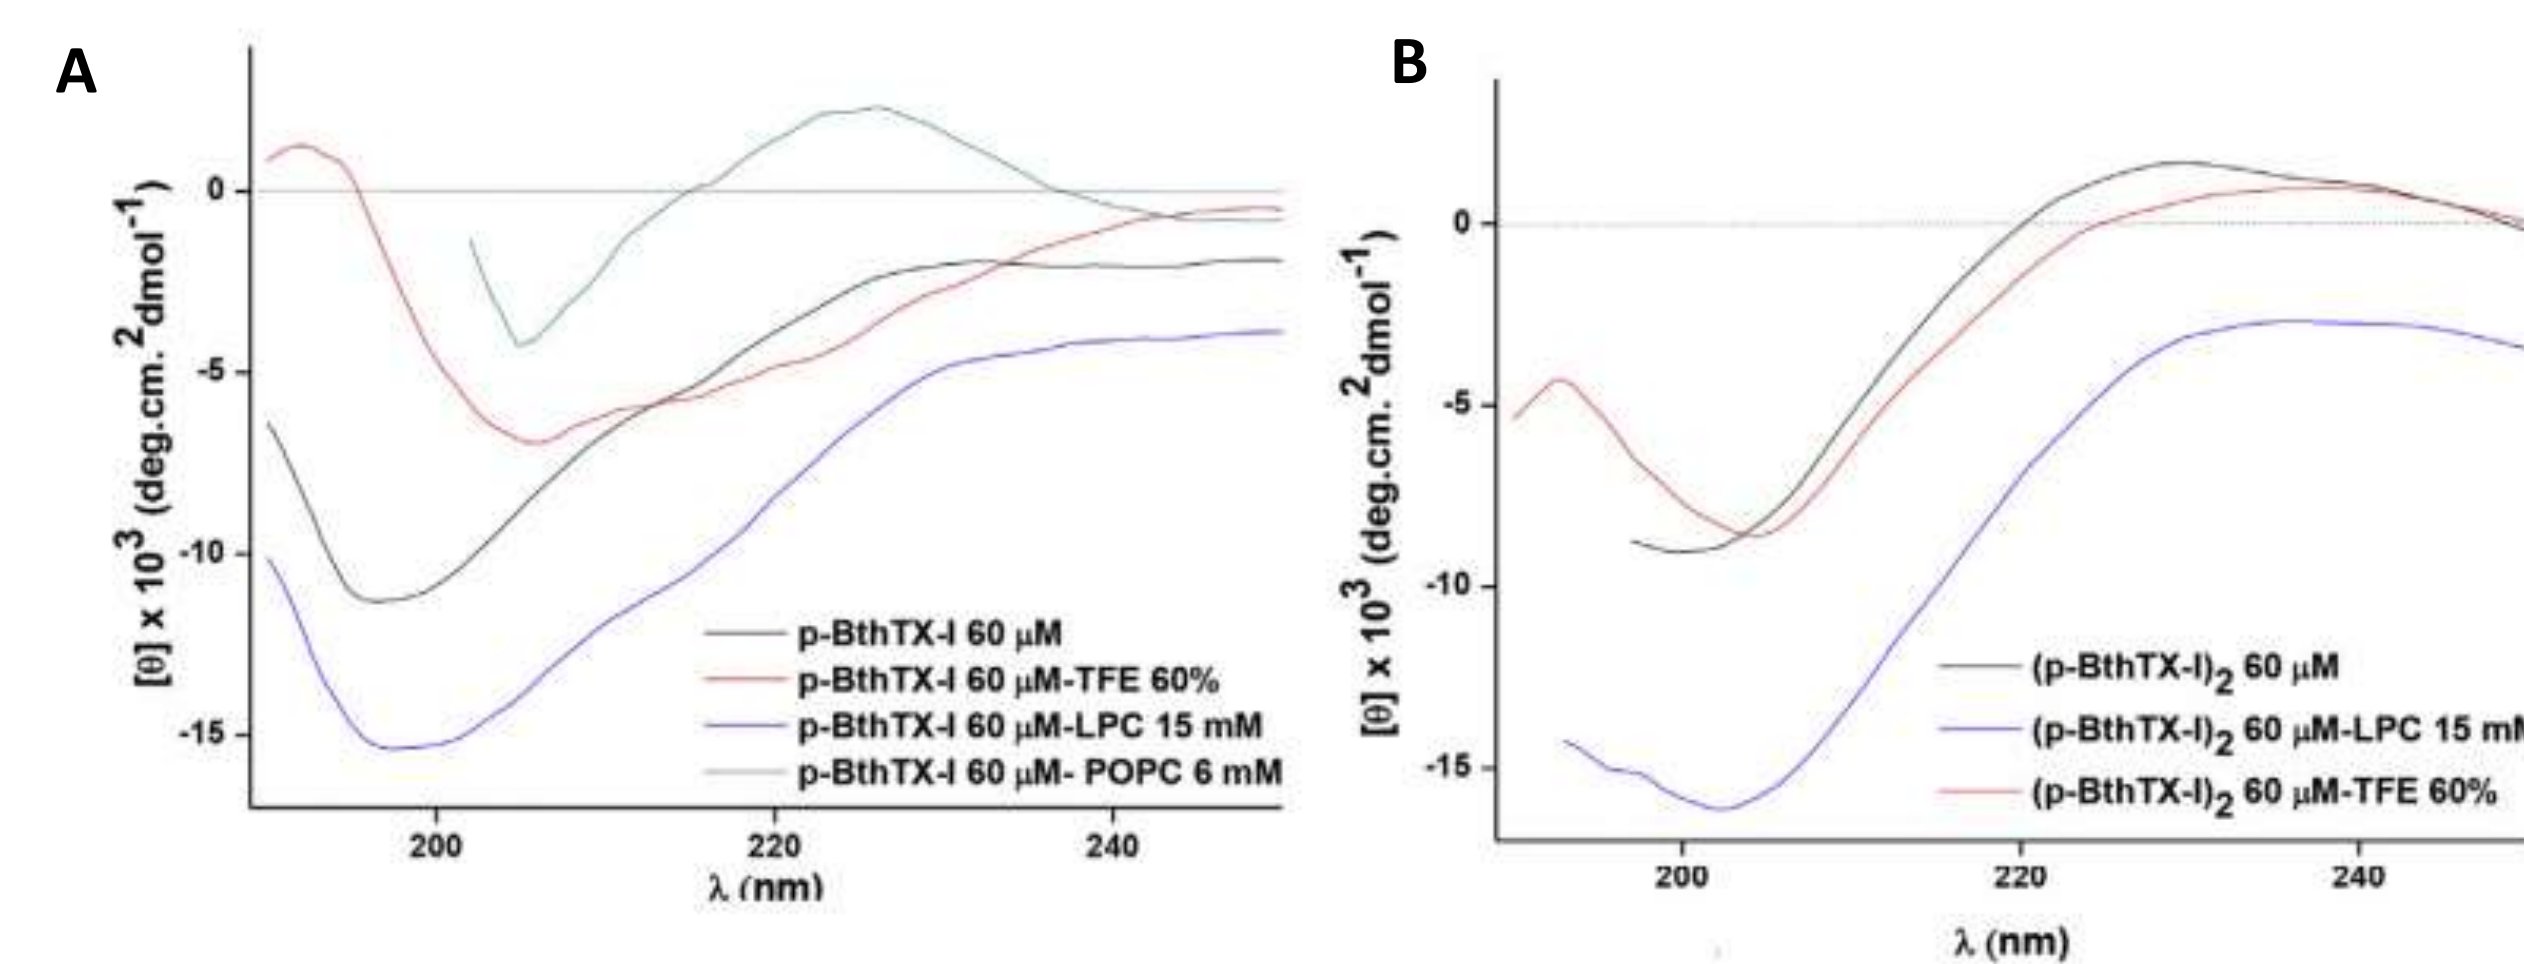 A
B
[θ] x 10³ (deg.cm.²dmol⁻¹)
0
-5
-10
-15
p-BthTX-I 60 µM
p-BthTX-I 60 µM-TFE 60%
p-BthTX-I 60 µM-LPC 15 mM
p-BthTX-I 60 µM- POPC 6 mM
200
220
240
λ (nm)
[θ] x 10³ (deg.cm.²dmol⁻¹)
0
-5
-10
-15
(p-BthTX-I)₂ 60 µM
(p-BthTX-I)₂ 60 µM-LPC 15 mM
(p-BthTX-I)₂ 60 µM-TFE 60%
200
220
240
λ (nm)